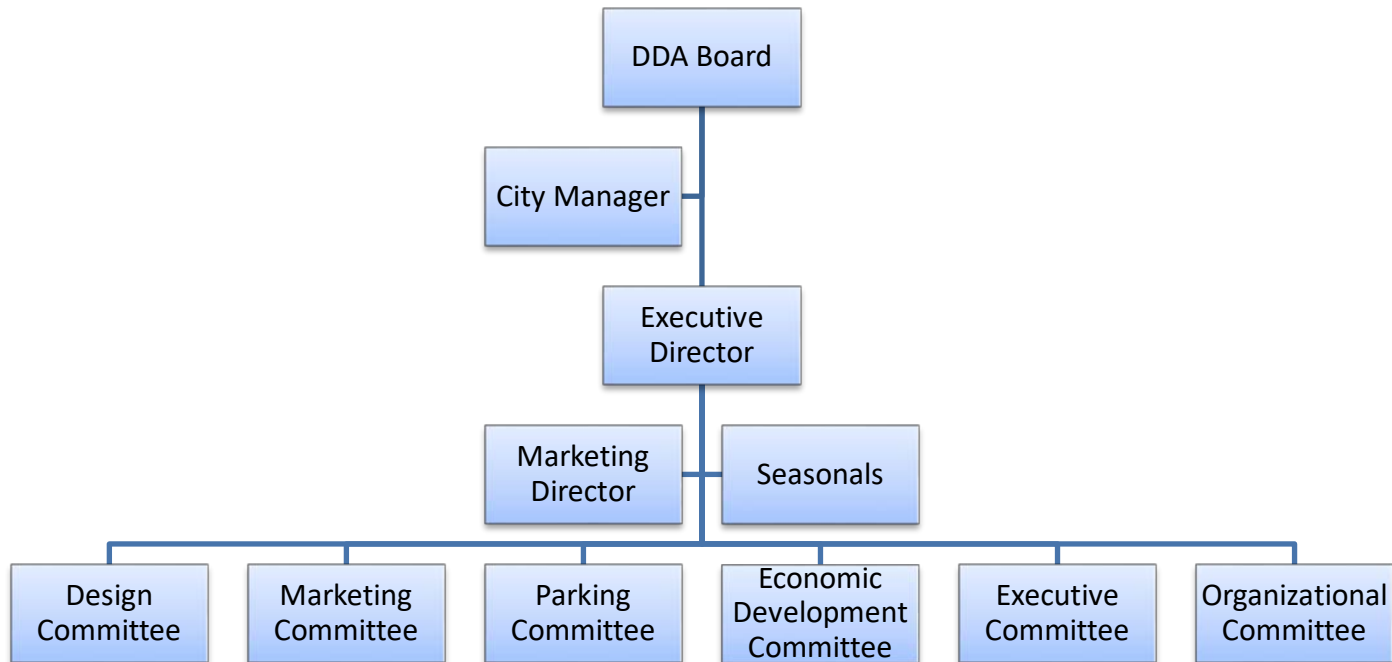 DDA Board
City Manager
Executive
Director
Marketing
Director
Seasonals
Design
Committee
Marketing
Committee
Parking
Committee
Economic
Development
Committee
Executive
Committee
Organizational
Committee